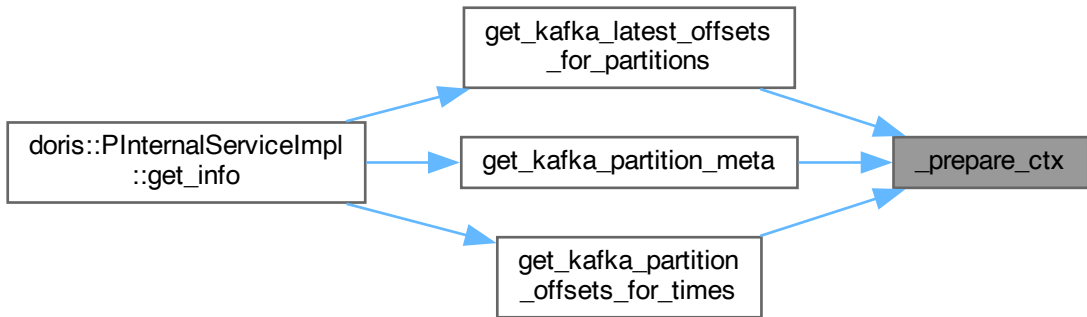 get_kafka_latest_offsets
_for_partitions
doris::PInternalServiceImpl
::get_info
get_kafka_partition_meta
_prepare_ctx
get_kafka_partition
_offsets_for_times